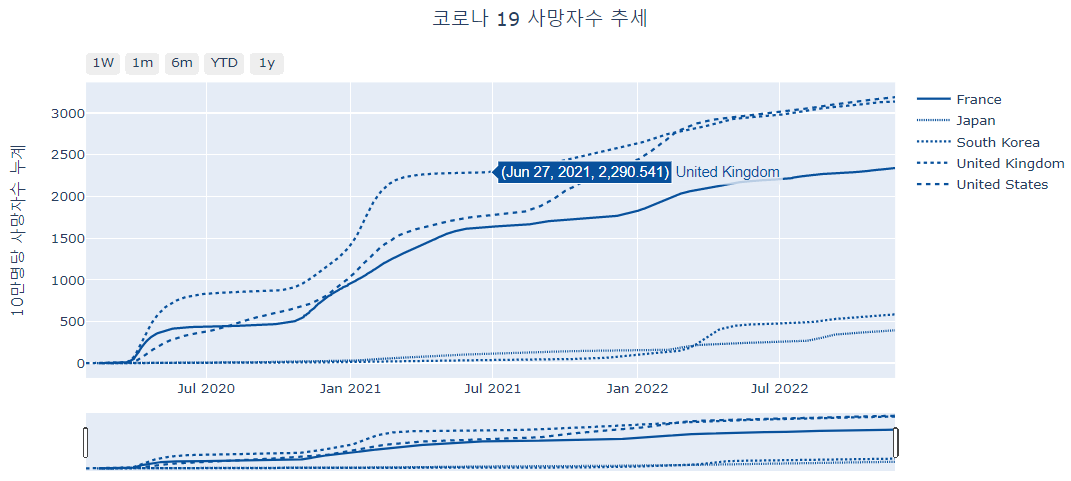 코로나 19 사망자수 추세
1W 1m 6m YTD 1y
10만명당 사망자수 누계
3000
2500
2000
1500
1000
500
0
(Jun 27, 2021, 2,290.541) United Kingdom
Jul 2020 Jan 2021 Jul 2021 Jan 2022 Jul 2022
France
Japan
South Korea
United Kingdom
United States